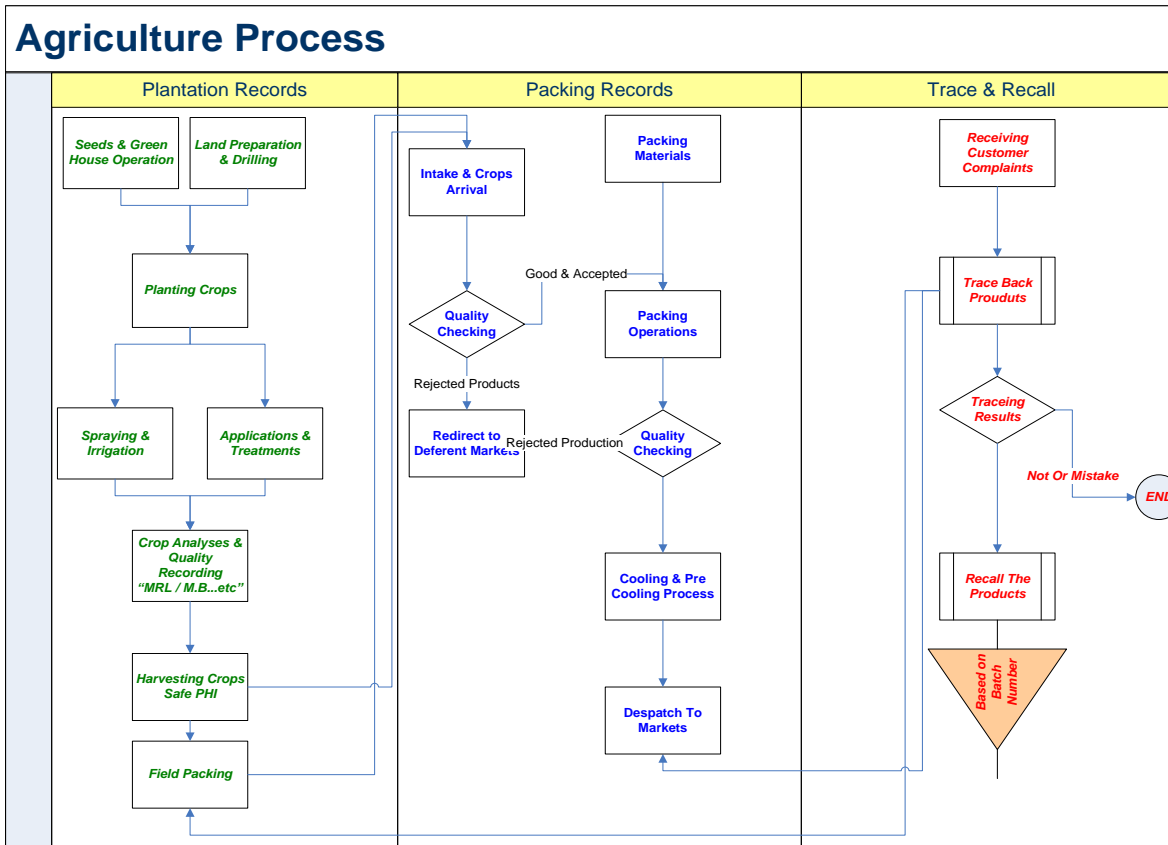 Agriculture Process
Plantation Records
Packing Records
Trace & Recall
Seeds & Green
House Operation
Land Preparation
& Drilling
Planting Crops
Spraying &
Irrigation
Applications &
Treatments
Crop Analyses &
Quality
Recording
“MRL / M.B...etc”
Harvesting Crops
Safe PHI
Field Packing
Intake & Crops
Arrival
Quality
Checking
Good & Accepted
Rejected Products
Redirect to
Deferent Markets
Rejected Production
Packing
Materials
Packing
Operations
Quality
Checking
Cooling & Pre
Cooling Process
Despatch To
Markets
Receiving
Customer
Complaints
Trace Back
Prouduts
Traceing
Results
Not Or Mistake
END
Recall The
Products
Based on
Batch
Number